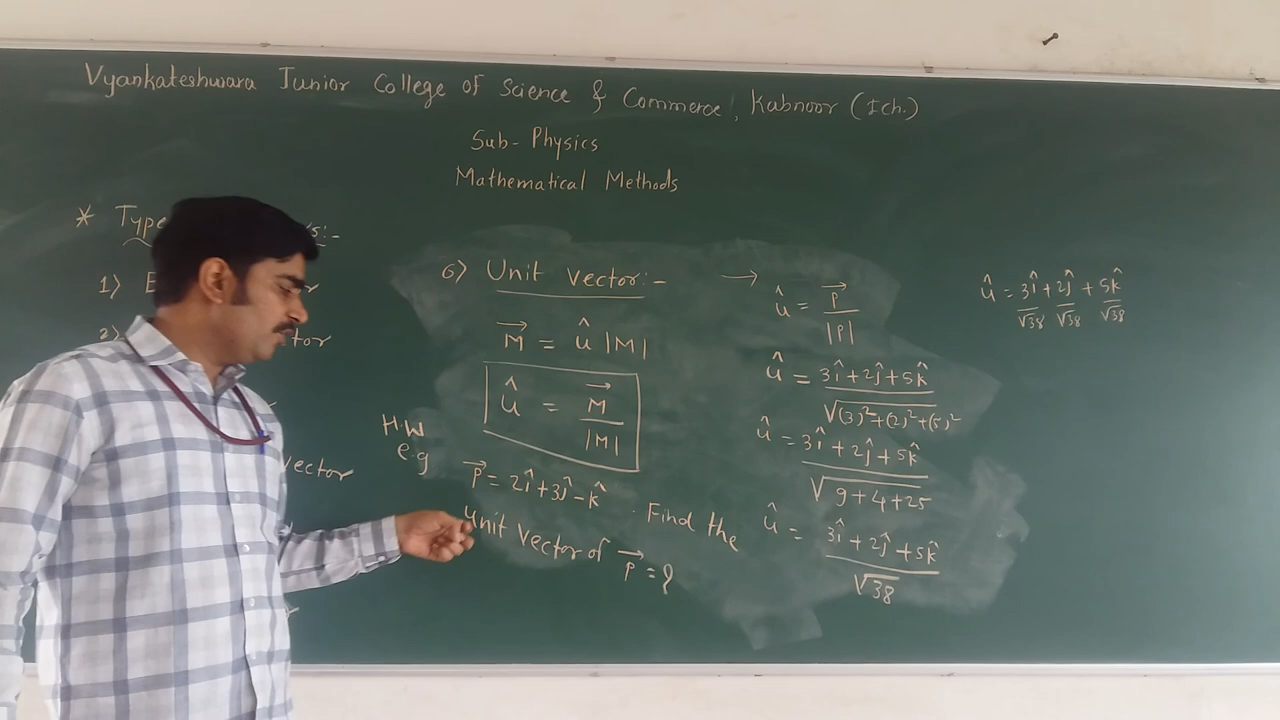 Vyankateshwara Junior College of Science & Commerce, Kabnoor (Ich.)
Sub- Physics
Mathematical Methods
* Type s:-
1) E r
2) tor
vector
6) Unit vector:-
M⃗ = û |M|
û = M⃗ / |M|
H.W
e.g
P⃗ = 2î+3ĵ-k̂ . Find the
unit vector of P⃗ = ?
→ û = P⃗ / |P|
û = 3î+2ĵ+5k̂ / √(3)²+(2)²+(5)²
û = 3î+2ĵ+5k̂ / √9+4+25
û = 3î+2ĵ+5k̂ / √38
û = 3î/√38 + 2ĵ/√38 + 5k̂/√38